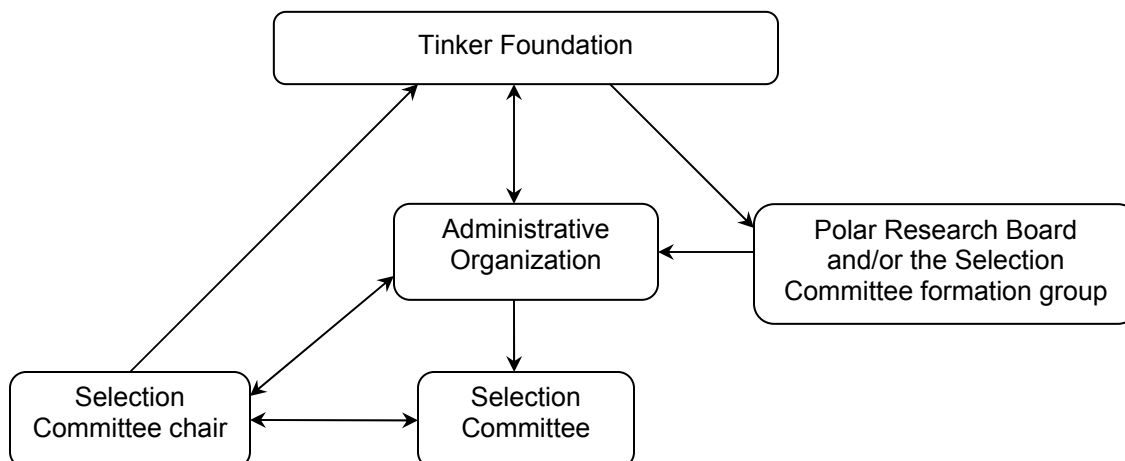 Tinker Foundation
Administrative
Organization
Polar Research Board
and/or the Selection
Committee formation group
Selection
Committee chair
Selection
Committee